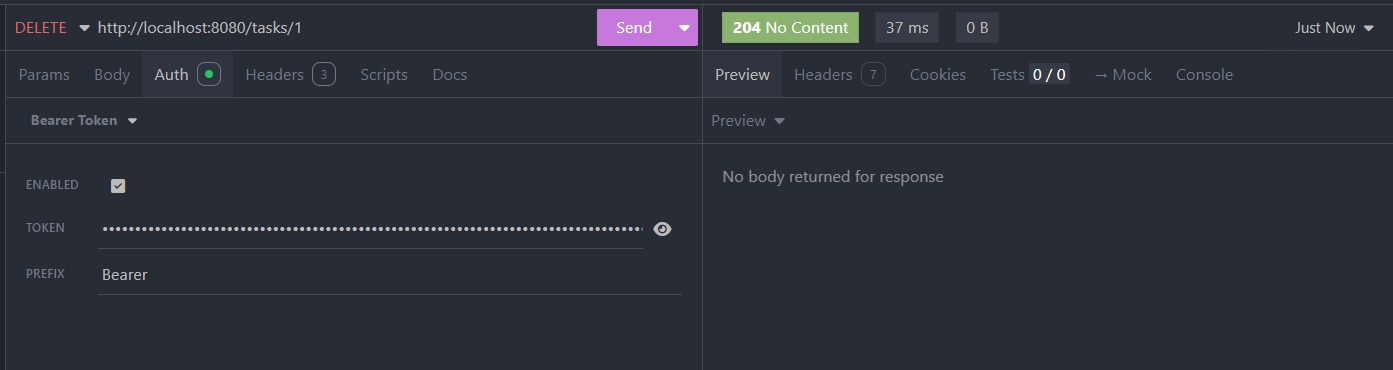 DELETE http://localhost:8080/tasks/1 Send
204 No Content 37 ms 0 B Just Now
Params Body Auth Headers 3 Scripts Docs
Preview Headers 7 Cookies Tests 0 / 0 → Mock Console
Bearer Token
Preview
ENABLED
No body returned for response
TOKEN ••••••••••••••••••••••••••••••••••••••••••••••••••••••••••••••••••••••••••••••••••
PREFIX Bearer